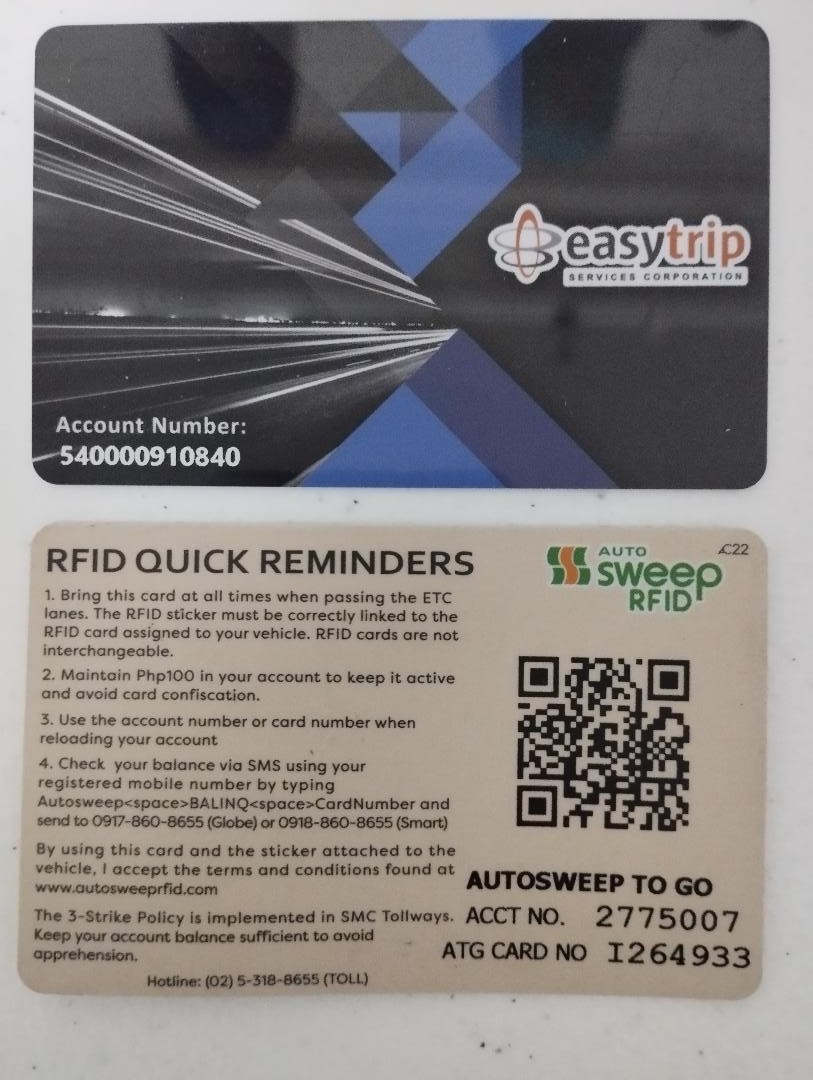 easytrip
SERVICES CORPORATION
Account Number:
540000910840
RFID QUICK REMINDERS
AUTO
sweep
RFID
AC22
1. Bring this card at all times when passing the ETC
lanes. The RFID sticker must be correctly linked to the
RFID card assigned to your vehicle. RFID cards are not
interchangeable.
2. Maintain Php100 in your account to keep it active
and avoid card confiscation.
3. Use the account number or card number when
reloading your account
4. Check your balance via SMS using your
registered mobile number by typing
Autosweep<space>BALINQ<space>CardNumber and
send to 0917-860-8655 (Globe) or 0918-860-8655 (Smart)
By using this card and the sticker attached to the
vehicle, I accept the terms and conditions found at
www.autosweeprfid.com
The 3-Strike Policy is implemented in SMC Tollways.
Keep your account balance sufficient to avoid
apprehension.
Hotline: (02) 5-318-8655 (TOLL)
AUTOSWEEP TO GO
ACCT NO. 2775007
ATG CARD NO I264933